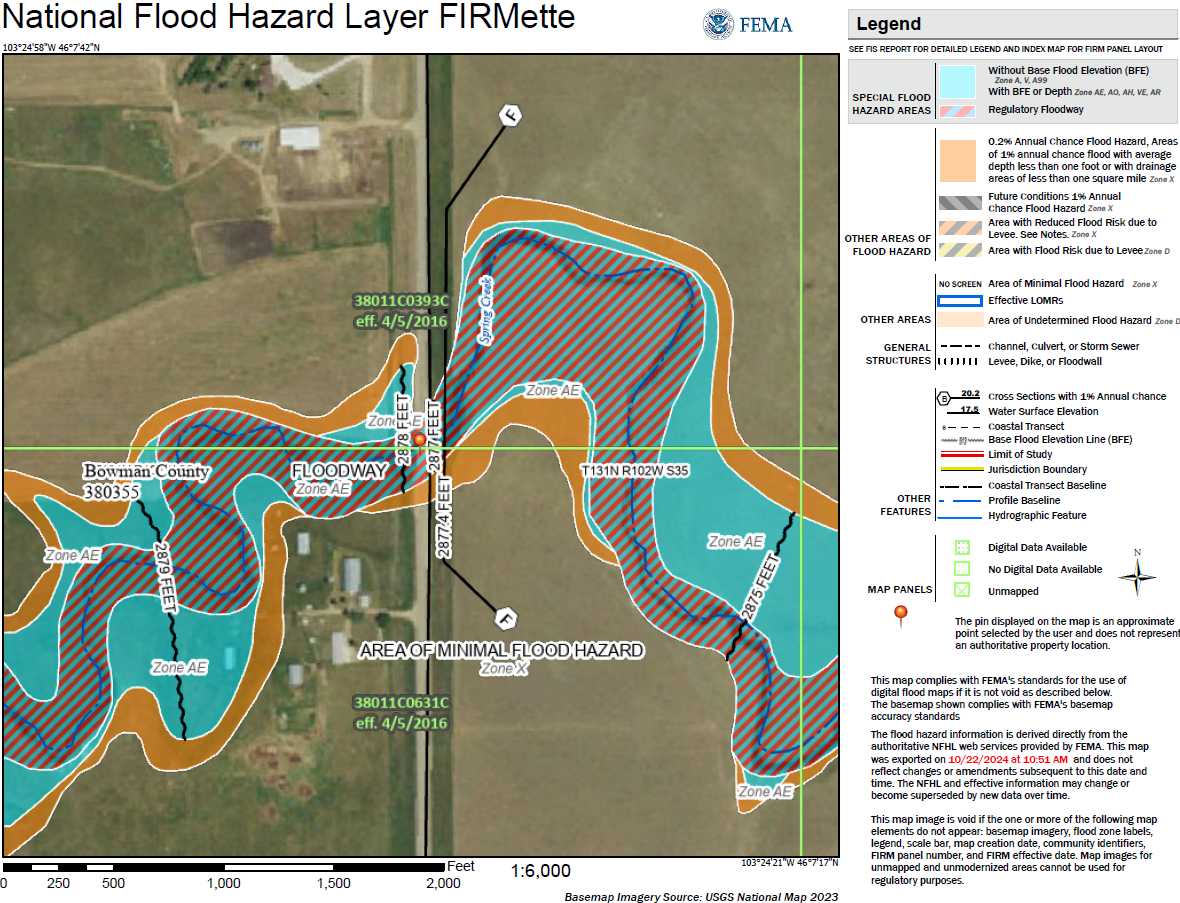 National Flood Hazard Layer FIRMette
FEMA
103°24'58"W 46°7'42"N
F
Spring Creek
38011C0393C
eff. 4/5/2016
Zone AE
Zone AE
2878 FEET
2877 FEET
Bowman County
380355
FLOODWAY
Zone AE
T131N R102W S35
2877.4 FEET
Zone AE
Zone AE
2879 FEET
2875 FEET
F
AREA OF MINIMAL FLOOD HAZARD
Zone X
Zone AE
38011C0631C
eff. 4/5/2016
Zone AE
103°24'21"W 46°7'17"N
Feet
0 250 500 1,000 1,500 2,000
1:6,000
Basemap Imagery Source: USGS National Map 2023
Legend
SEE FIS REPORT FOR DETAILED LEGEND AND INDEX MAP FOR FIRM PANEL LAYOUT
SPECIAL FLOOD
HAZARD AREAS
Without Base Flood Elevation (BFE)
Zone A, V, A99
With BFE or Depth Zone AE, AO, AH, VE, AR
Regulatory Floodway
0.2% Annual Chance Flood Hazard, Areas
of 1% annual chance flood with average
depth less than one foot or with drainage
areas of less than one square mile Zone X
Future Conditions 1% Annual
Chance Flood Hazard Zone X
Area with Reduced Flood Risk due to
Levee. See Notes. Zone X
Area with Flood Risk due to Levee Zone D
OTHER AREAS OF
FLOOD HAZARD
NO SCREEN Area of Minimal Flood Hazard Zone X
Effective LOMRs
Area of Undetermined Flood Hazard Zone D
OTHER AREAS
GENERAL
STRUCTURES
Channel, Culvert, or Storm Sewer
Levee, Dike, or Floodwall
B 20.2 Cross Sections with 1% Annual Chance
17.5 Water Surface Elevation
8 Coastal Transect
Base Flood Elevation Line (BFE)
Limit of Study
Jurisdiction Boundary
Coastal Transect Baseline
OTHER
FEATURES
Profile Baseline
Hydrographic Feature
Digital Data Available
No Digital Data Available
Unmapped
MAP PANELS
N
The pin displayed on the map is an approximate
point selected by the user and does not represent
an authoritative property location.
This map complies with FEMA's standards for the use of
digital flood maps if it is not void as described below.
The basemap shown complies with FEMA's basemap
accuracy standards
The flood hazard information is derived directly from the
authoritative NFHL web services provided by FEMA. This map
was exported on 10/22/2024 at 10:51 AM and does not
reflect changes or amendments subsequent to this date and
time. The NFHL and effective information may change or
become superseded by new data over time.
This map image is void if the one or more of the following map
elements do not appear: basemap imagery, flood zone labels,
legend, scale bar, map creation date, community identifiers,
FIRM panel number, and FIRM effective date. Map images for
unmapped and unmodernized areas cannot be used for
regulatory purposes.